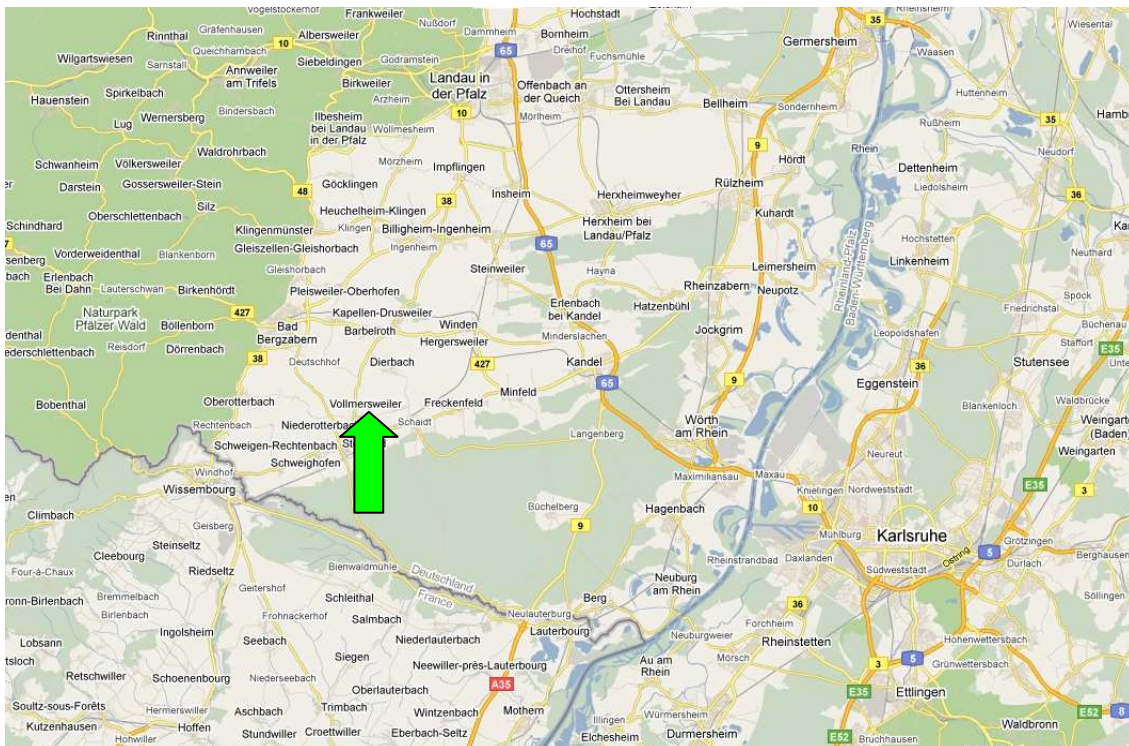 Vogelstockerhof
Frankweiler
Nußdorf
Hochstadt
Rheinsheim
35
Wiesental
Gräfenhausen
Rinnthal
10
Albersweiler
Dammheim
Bornheim
Dreihof
Germersheim
Waasen
Wilgartswiesen
Queichhambach
Sarnstall
Siebeldingen
Godramstein
65
Fuchsmühle
Annweiler
am Trifels
Birkweiler
Landau in
der Pfalz
Offenbach an
der Queich
Ottersheim
Bei Landau
Bellheim
Sondernheim
Huttenheim
Hauenstein
Spirkelbach
Bindersbach
Arzheim
10
Mörlheim
35
Wernersberg
Ilbesheim
bei Landau
in der Pfalz
Wollmesheim
Rußheim
Lug
Waldrohrbach
9
Rhein
Neudorf
Schwanheim
Völkersweiler
Mörzheim
Impflingen
Hördt
Dettenheim
Darstein
Gossersweiler-Stein
48
Göcklingen
Insheim
Herxheimweyher
Rülzheim
Liedolsheim
36
Oberschlettenbach
Silz
Heuchelheim-Klingen
38
Kuhardt
Schindhard
Klingenmünster
Klingen
Billigheim-Ingenheim
Herxheim bei
Landau/Pfalz
Hochstetten
Gleiszellen-Gleishorbach
Ingenheim
65
Rheinland-Pfalz
Baden-Württemberg
Vorderweidenthal
Blankenborn
Linkenheim
Neuthard
Gleishorbach
Steinweiler
Hayna
Leimersheim
Erlenbach
Bei Dahn
Lauterschwan
Birkenhördt
Pleisweiler-Oberhofen
Rheinzabern
Neupotz
Friedrichstal
Spöck
Naturpark
Pfälzer Wald
427
Kapellen-Drusweiler
Erlenbach
bei Kandel
Hatzenbühl
Büchenau
Böllenborn
Bad
Bergzabern
Barbelroth
Winden
Minderslachen
Jockgrim
Leopoldshafen
Staffort
Reisdorf
Dörrenbach
Hergersweiler
E35
38
Deutschhof
Dierbach
427
Kandel
36
Stutensee
65
9
Eggenstein
Waldbrücke
Bobenthal
Oberotterbach
Vollmersweiler
Freckenfeld
Minfeld
Blankenloch
Weingarten
(Baden)
Rechtenbach
Niederotterbach
Schaidt
Wörth
am Rhein
Weingarten
Schweigen-Rechtenbach
Langenberg
Neureut
Windhof
Schweighofen
Maximiliansau
Maxau
E35
Wissembourg
Knielingen
Nordweststadt
3
Climbach
Büchelberg
Hagenbach
10
Geisberg
9
Mühlburg
Karlsruhe
Grötzingen
Steinseltz
Cleebourg
Rheinstrandbad
Daxlanden
Ostring
5
Berghausen
Four-à-Chaux
Riedseltz
Bienwaldmühle
Deutschland
France
Südweststadt
Durlach
Bremmelbach
Geitershof
Schleithal
Neuburg
am Rhein
Birlenbach
Frohnackerhof
Neulauterburg
Berg
36
Söllingen
Ingolsheim
Salmbach
Forchheim
Lobsann
Seebach
Niederlauterbach
Lauterbourg
Neuburgweier
Rheinstetten
Hohenwettersbach
Retschwiller
Siegen
Neewiller-près-Lauterbourg
Au am
Rhein
Mörsch
3
5
Grünwettersbach
Schoenenbourg
Niederseebach
A35
E35
Ettlingen
Oberlauterbach
Soultz-sous-Forêts
Hermerswiller
Aschbach
Trimbach
Wintzenbach
Mothern
Illingen
Würmersheim
E52
8
Kutzenhausen
Hoffen
Waldbronn
Hohwiller
Stundwiller
Croettwiller
Eberbach-Seltz
Elchesheim
Durmersheim
E52
Bruchhausen